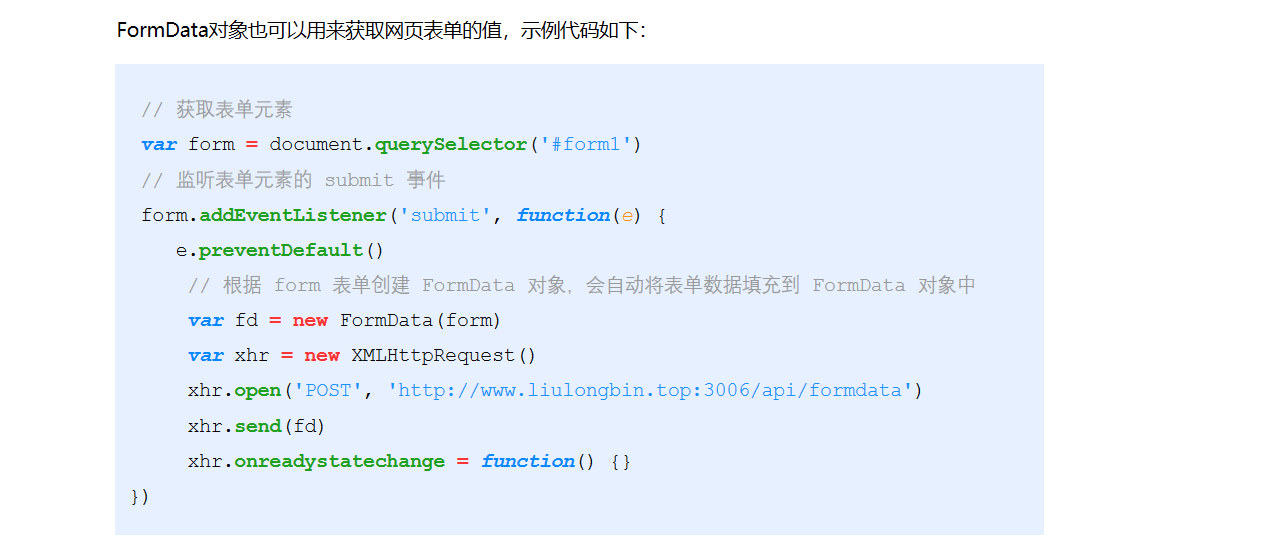 FormData对象也可以用来获取网页表单的值，示例代码如下：
// 获取表单元素
var form = document.querySelector('#form1')
// 监听表单元素的 submit 事件
form.addEventListener('submit', function(e) {
e.preventDefault()
// 根据 form 表单创建 FormData 对象，会自动将表单数据填充到 FormData 对象中
var fd = new FormData(form)
var xhr = new XMLHttpRequest()
xhr.open('POST', 'http://www.liulongbin.top:3006/api/formdata')
xhr.send(fd)
xhr.onreadystatechange = function() {}
})